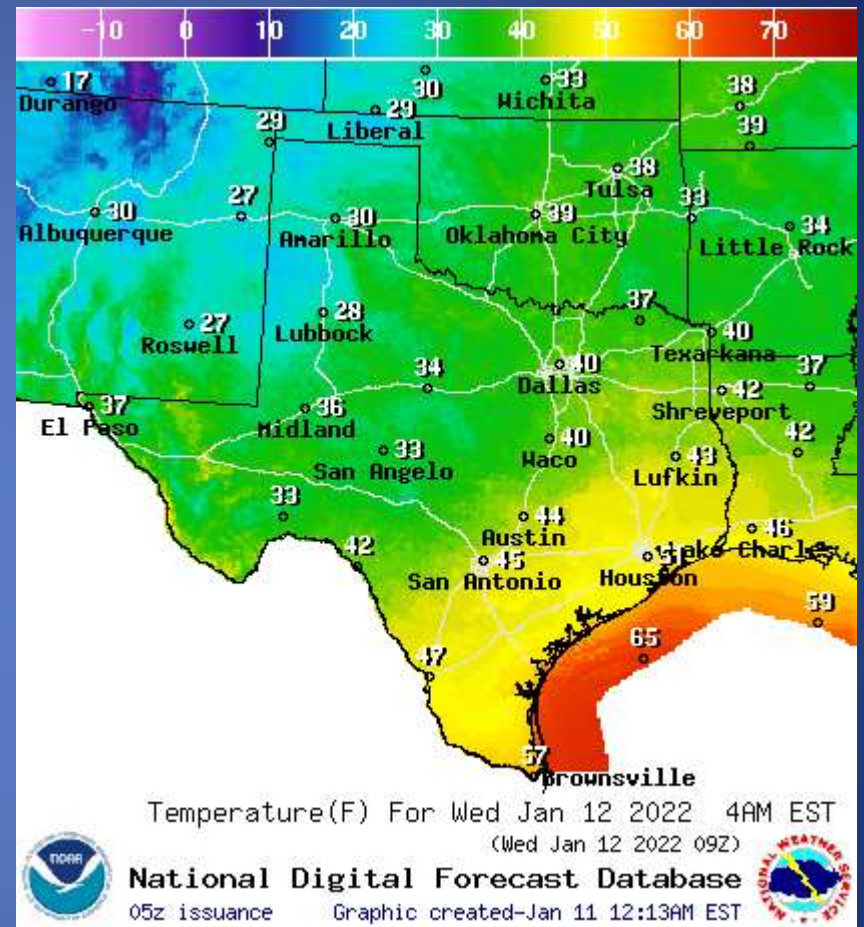 -10 0 10 20 30 40 50 60 70
17
Durango
30
33
Wichita
38
29
Liberal
29
39
38
Tulsa
30
Albuquerque
27
30
Amarillo
39
Oklahoma City
33
34
Little Rock
27
Roswell
28
Lubbock
37
40
Texarkana
34
40
Dallas
37
42
Shreveport
37
El Paso
36
Midland
33
San Angelo
40
Waco
43
Lufkin
42
33
44
Austin
46
42
45
San Antonio
Houston
59
65
47
57
Brownsville
Temperature(F) For Wed Jan 12 2022 4AM EST
(Wed Jan 12 2022 09Z)
National Digital Forecast Database
05z issuance Graphic created-Jan 11 12:13AM EST
NOAA
NATIONAL WEATHER SERVICE